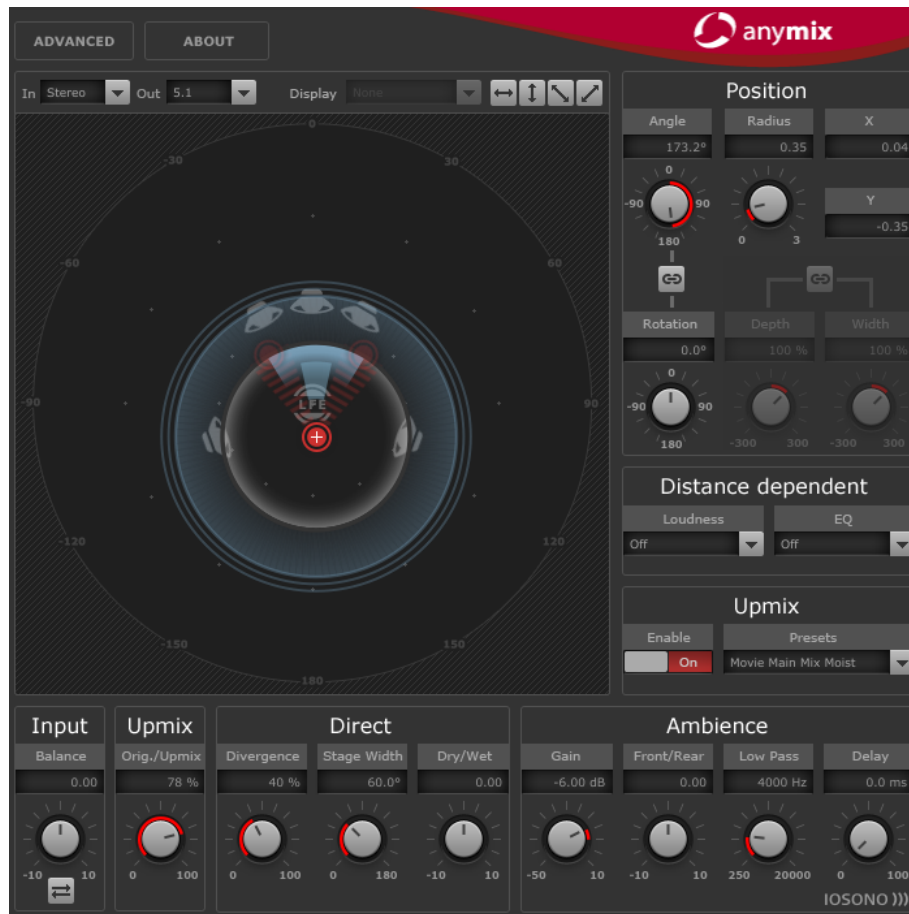 ADVANCED ABOUT anymix
In Stereo Out 5.1 Display None
0
-30 30
-60 60
-90 90
LFE
-120 120
-150 150
180
Position
Angle Radius X
173.2° 0.35 0.04
0
-90 90 Y
-0.35
180 0 3
Rotation Depth Width
0.0° 100 % 100 %
0
-90 90
180 -300 300 -300 300
Distance dependent
Loudness EQ
Off Off
Upmix
Enable Presets
On Movie Main Mix Moist
Input Upmix Direct Ambience
Balance Orig./Upmix Divergence Stage Width Dry/Wet Gain Front/Rear Low Pass Delay
0.00 78 % 40 % 60.0° 0.00 -6.00 dB 0.00 4000 Hz 0.0 ms
-10 10 0 100 0 100 0 180 -10 10 -50 10 -10 10 250 20000 0 100
IOSONO )))